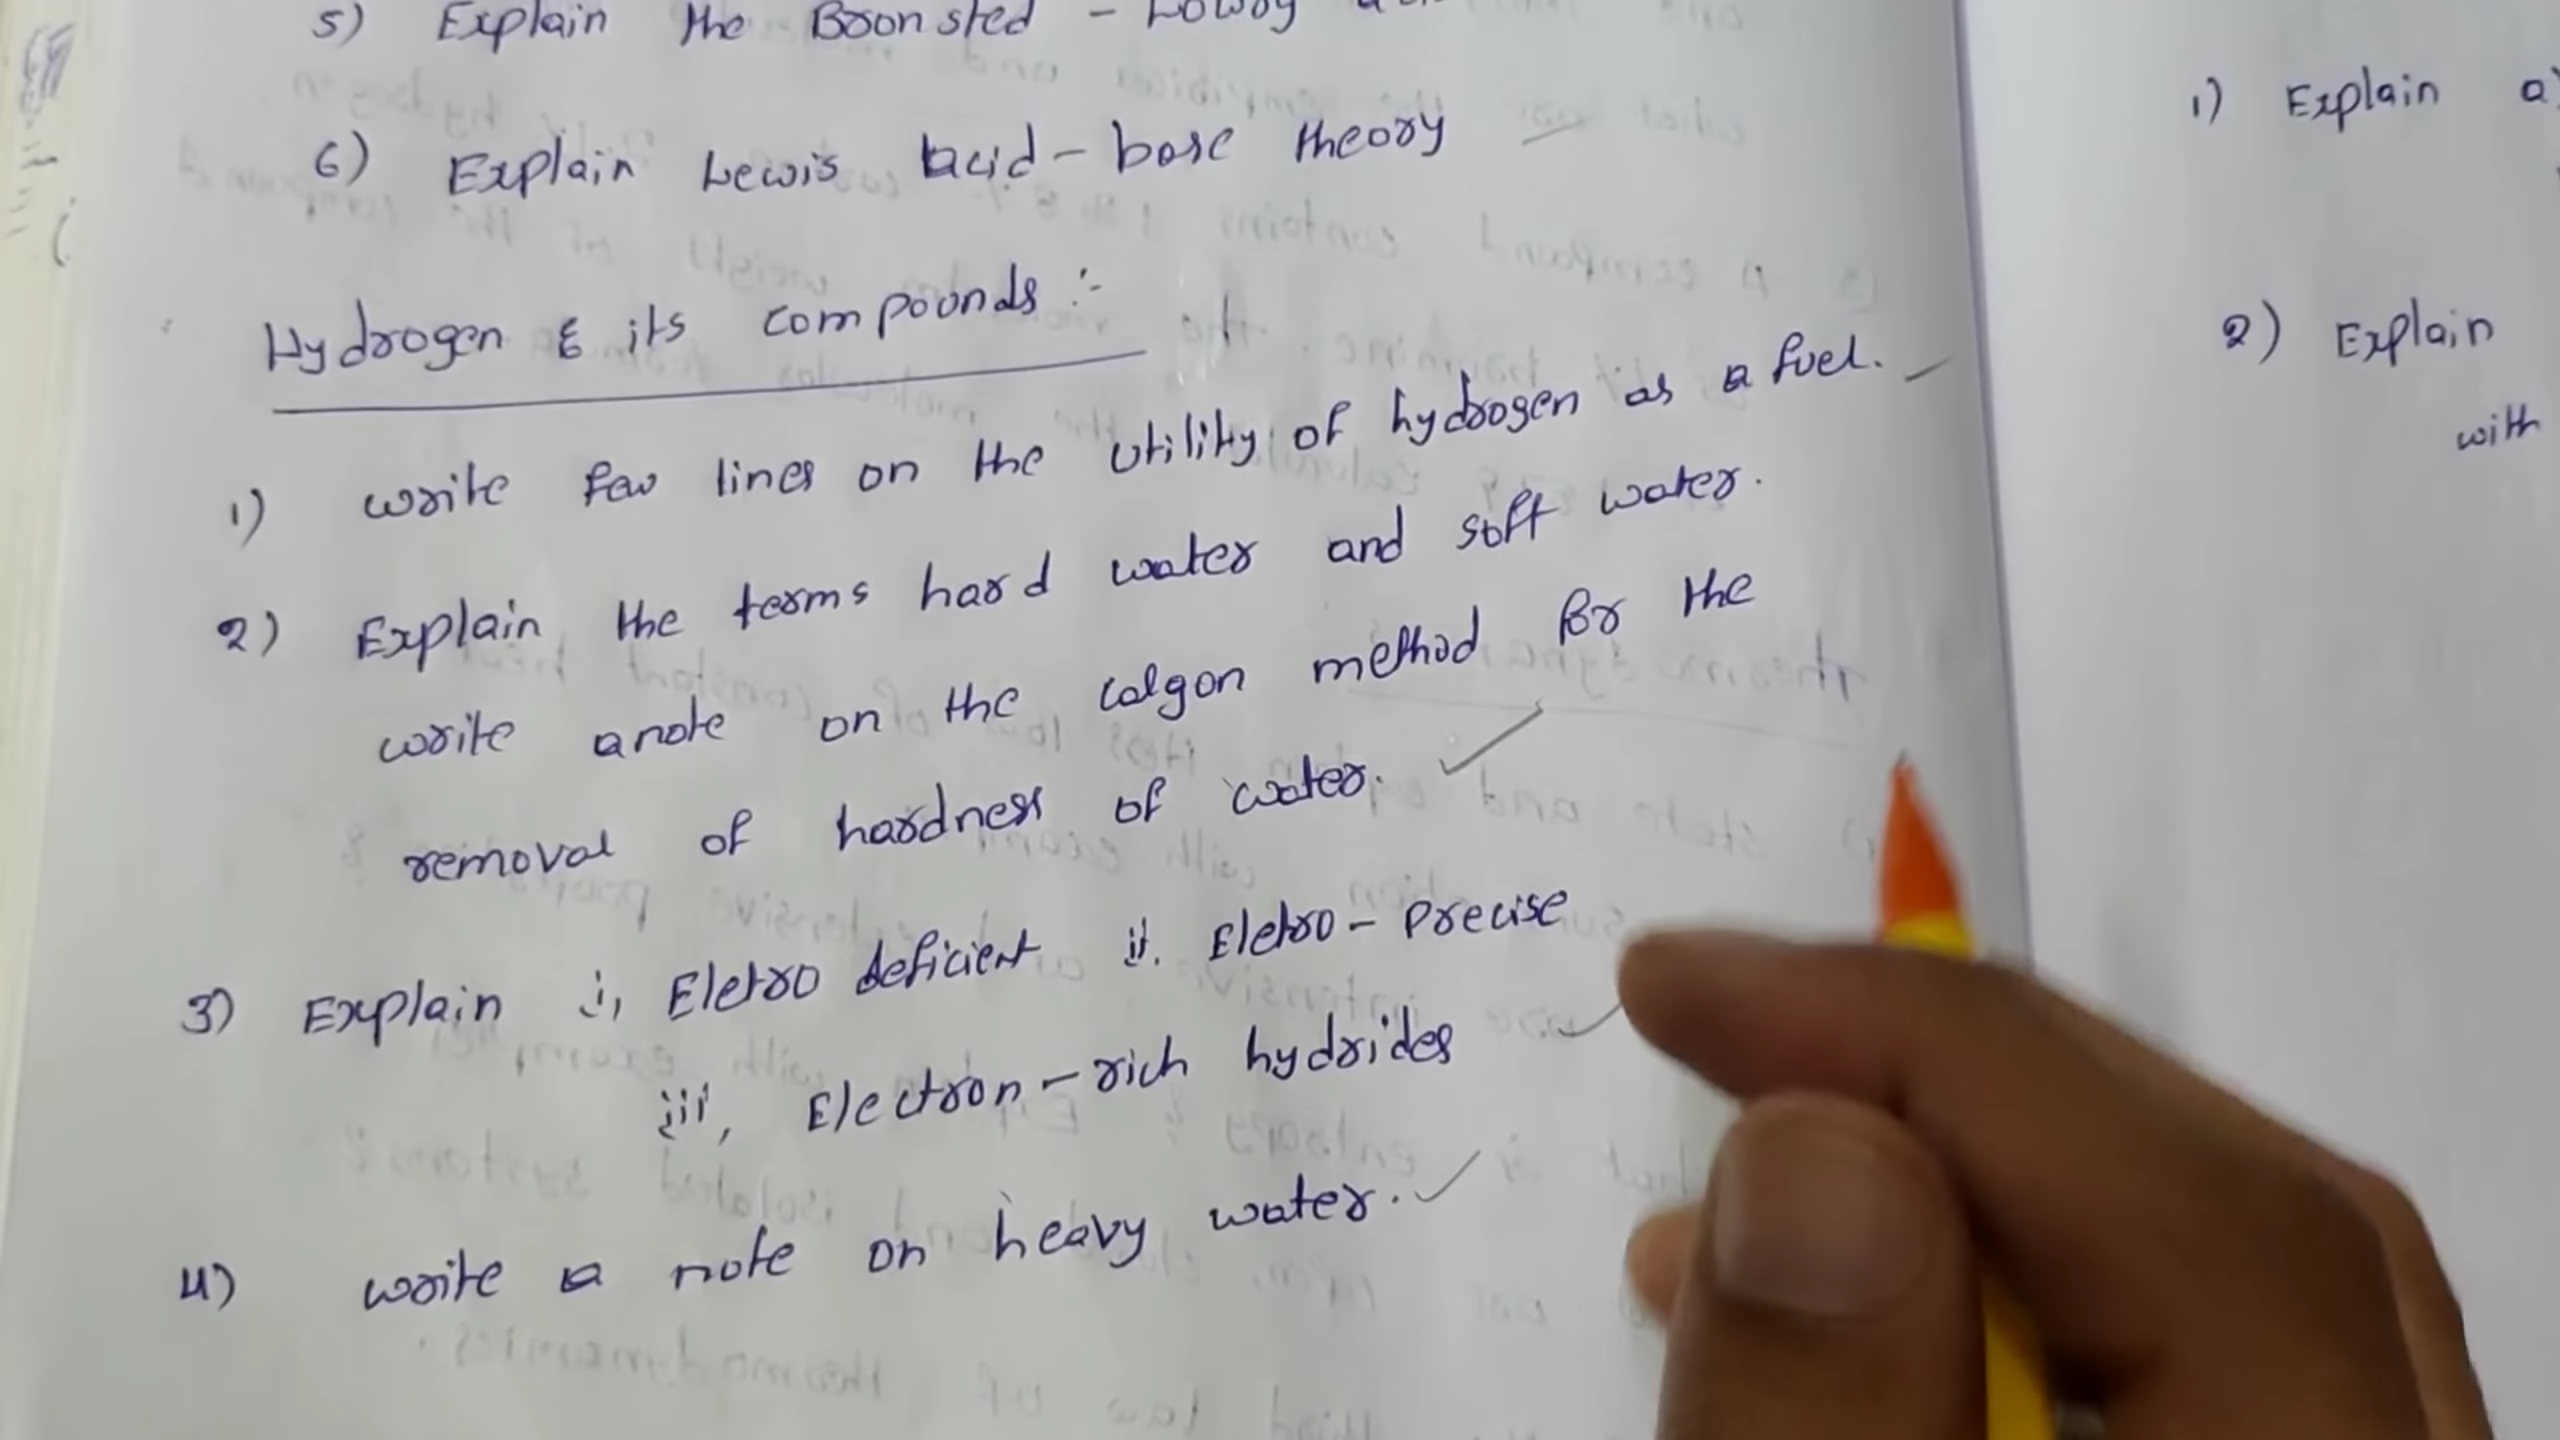 5) Explain the Bronsted - Lowry
6) Explain Lewis acid - base theory
Hydrogen & its compounds :-
1) write few lines on the utility of hydrogen as a fuel.
2) Explain the terms hard water and soft water.
write a note on the calgon method for the
removal of hardness of water.
3) Explain i, Eletro deficient ii. Eletro - Precise
iii, Electron - rich hydrides
4) write a note on heavy water.
1) Explain a)
2) Explain
with